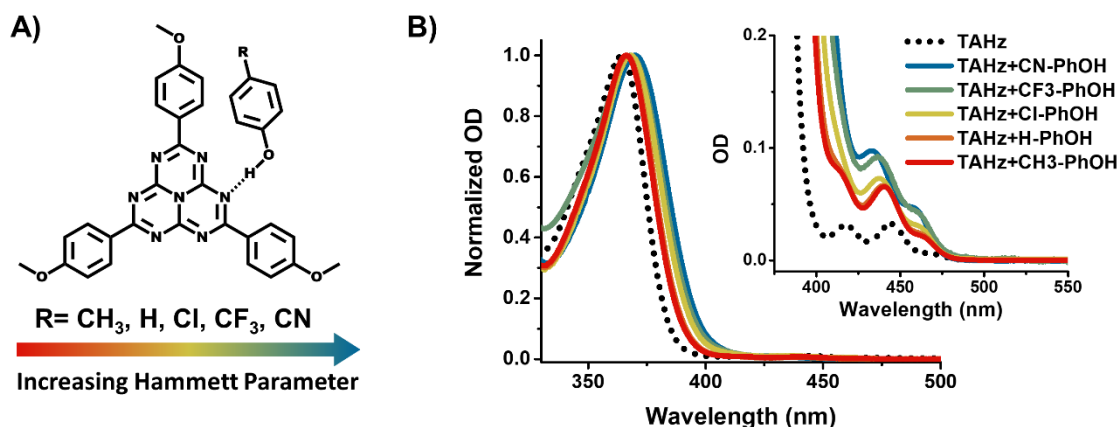 A)
R
O
H
O
N N
N N N
N N
O
O
R= CH₃, H, Cl, CF₃, CN
Increasing Hammett Parameter
B)
Normalized OD
1.0
0.8
0.6
0.4
0.2
0.0
350 400 450 500
Wavelength (nm)
OD
0.2
0.1
0.0
400 450 500 550
Wavelength (nm)
TAHz
TAHz+CN-PhOH
TAHz+CF3-PhOH
TAHz+Cl-PhOH
TAHz+H-PhOH
TAHz+CH3-PhOH